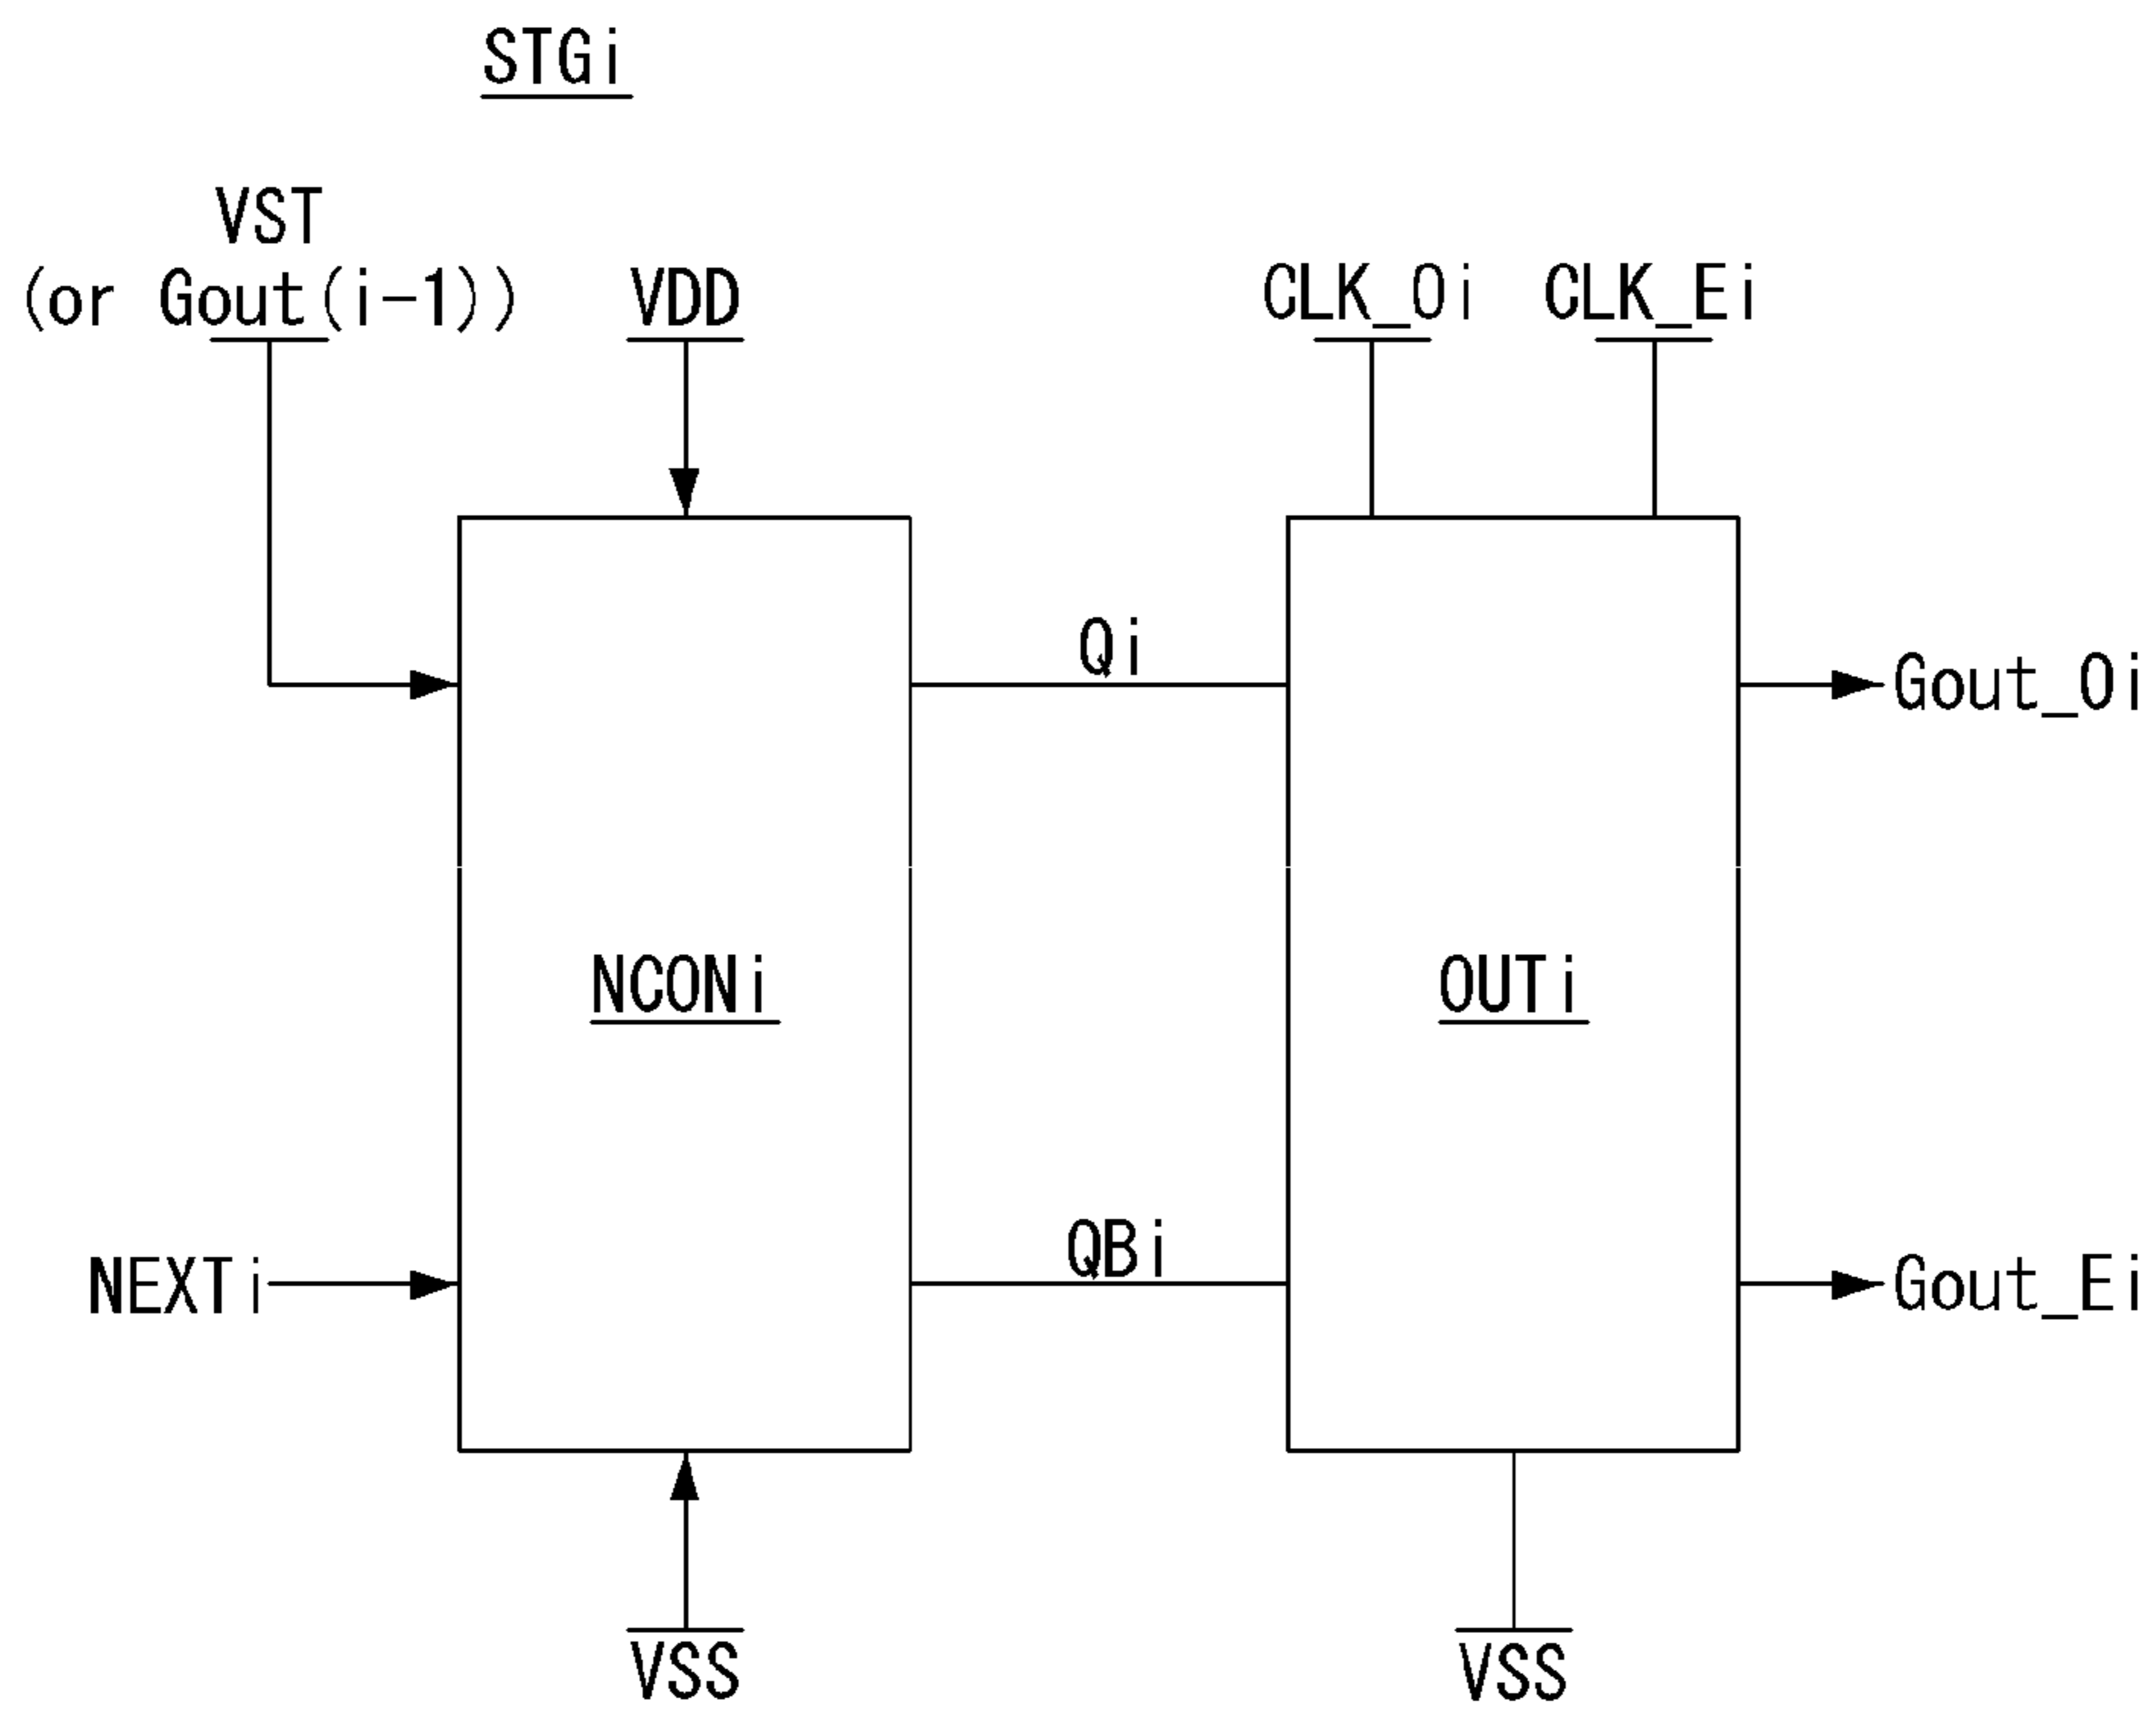 STGi
VST
(or Gout(i-1))
VDD
CLK_Oi
CLK_Ei
Qi
Gout_Oi
NCONi
OUTi
QBi
NEXTi
Gout_Ei
VSS
VSS